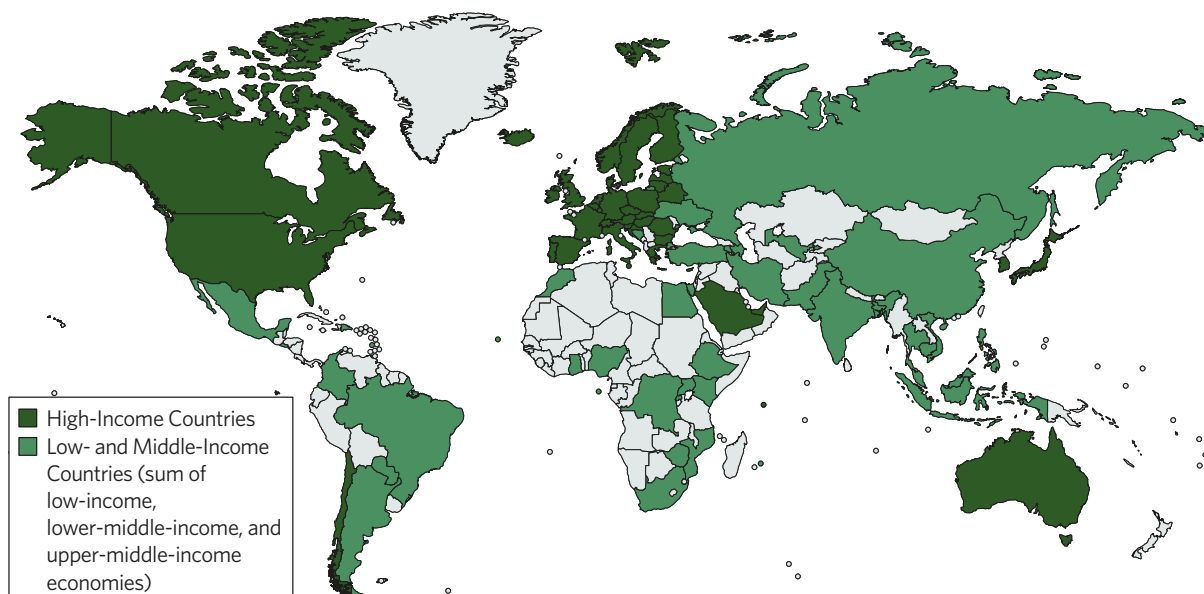 High-Income Countries
Low- and Middle-Income
Countries (sum of
low-income,
lower-middle-income, and
upper-middle-income
economies)